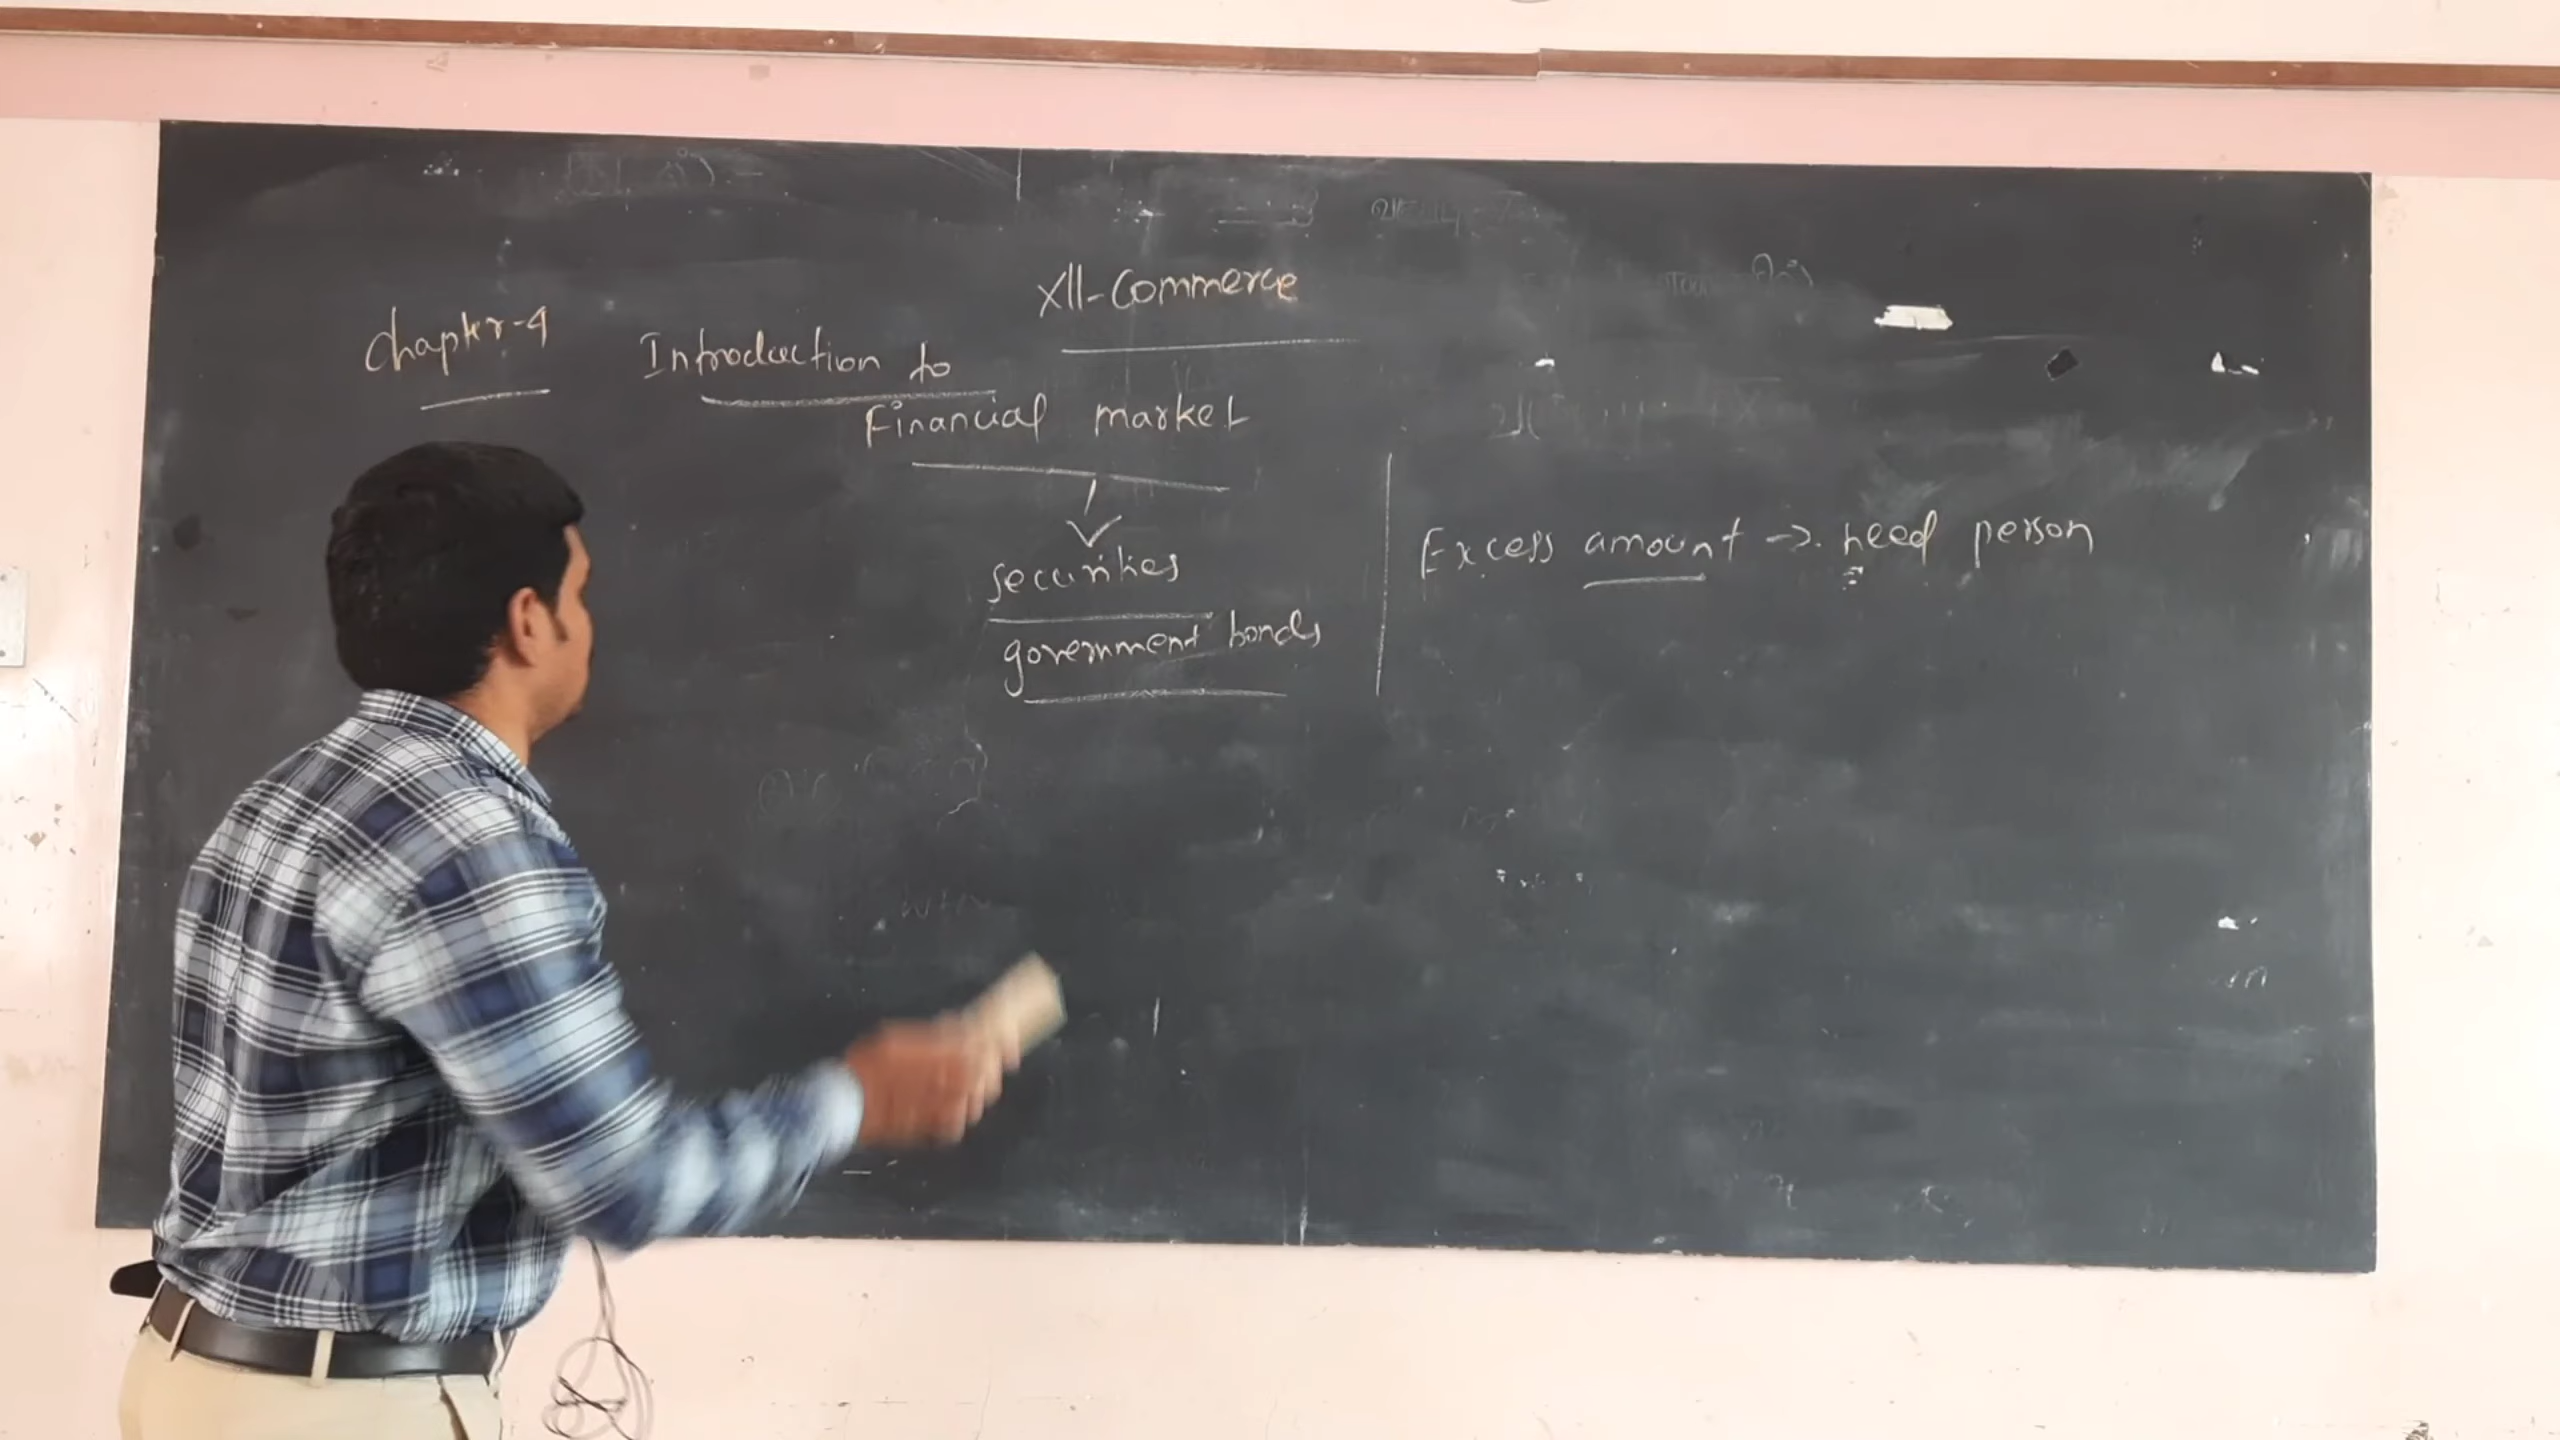 XII-Commerce
Chapter-4 Introduction to
Financial market
securities
government bonds
Excess amount → need person